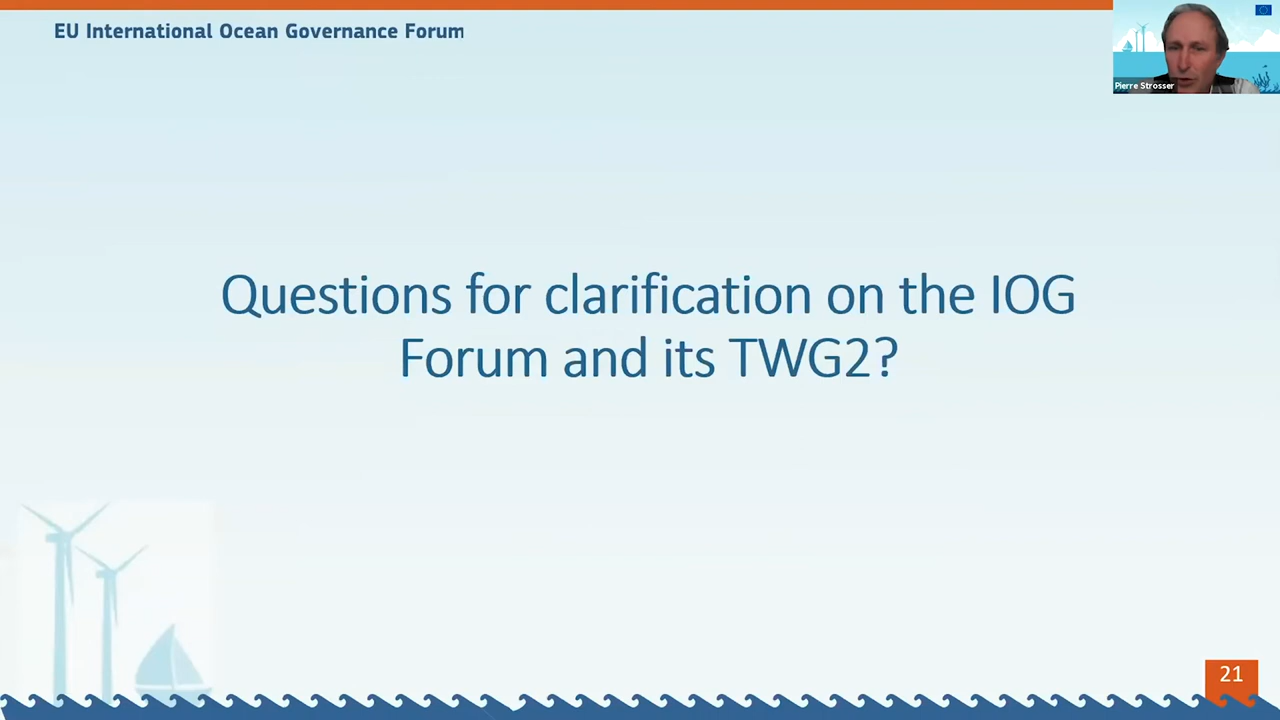 EU International Ocean Governance Forum
Pierre Strosser
Questions for clarification on the IOG
Forum and its TWG2?
21